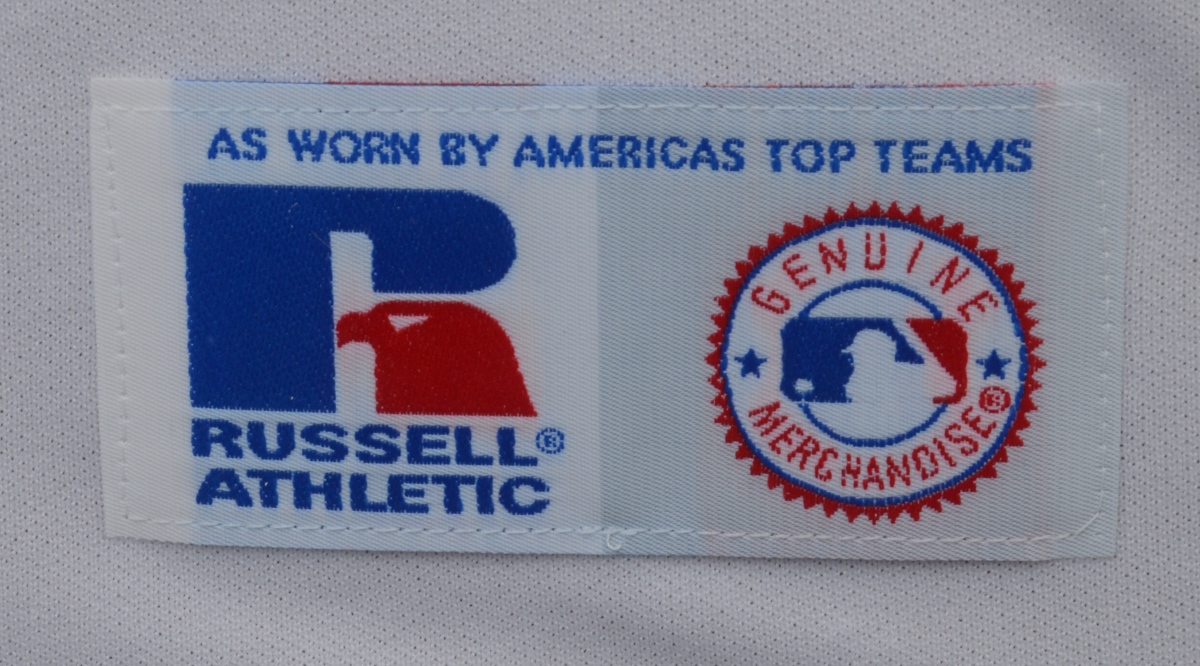 AS WORN BY AMERICAS TOP TEAMS
R
RUSSELL®
ATHLETIC
GENUINE
MERCHANDISE®